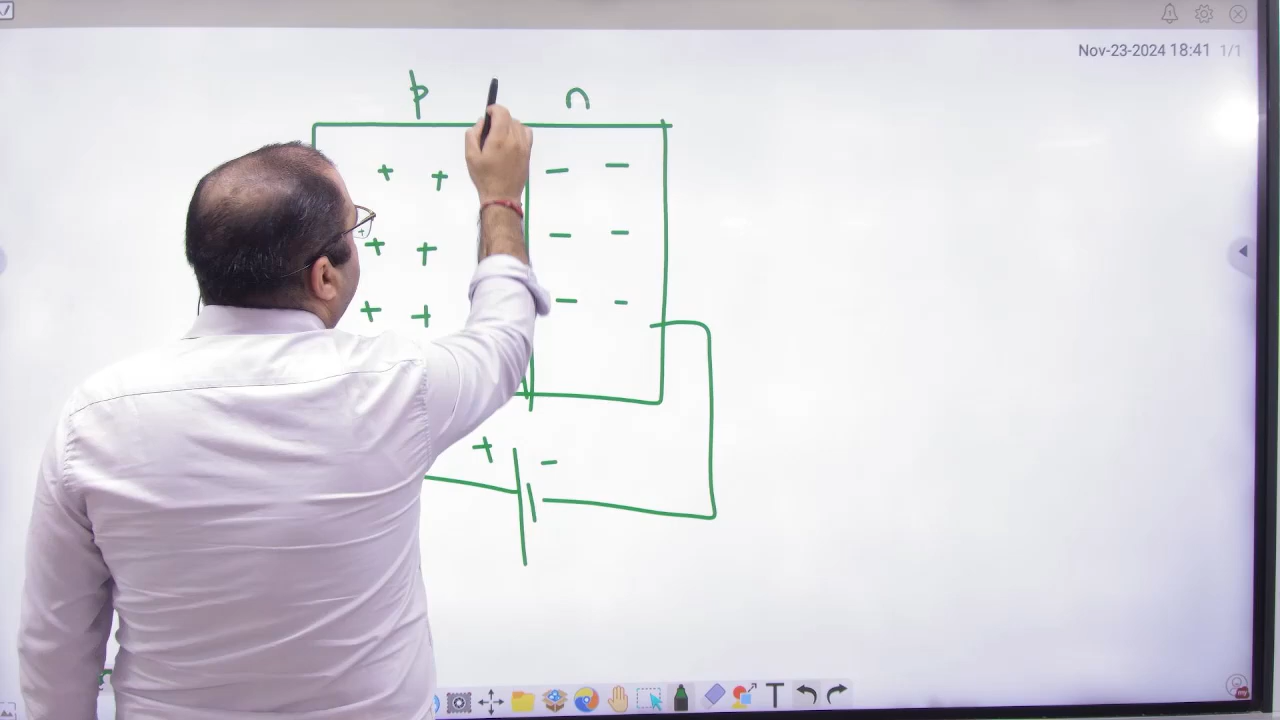 Nov-23-2024 18:41 1/1
p n
+ + - -
+ + - -
+ + - -
+ -
T